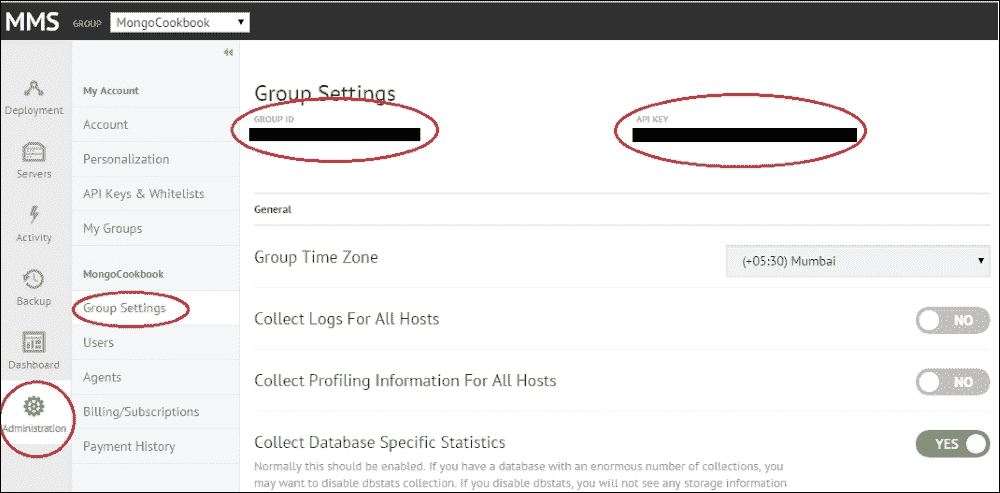 MMS GROUP MongoCookbook
Deployment
Servers
Activity
Backup
Dashboard
Administration
My Account
Account
Personalization
API Keys & Whitelists
My Groups
MongoCookbook
Group Settings
Users
Agents
Billing/Subscriptions
Payment History
Group Settings
GROUP ID
API KEY
General
Group Time Zone
(+05:30) Mumbai
Collect Logs For All Hosts
NO
Collect Profiling Information For All Hosts
NO
Collect Database Specific Statistics
YES
Normally this should be enabled. If you have a database with an enormous number of collections, you
may want to disable dbstats collection. If you disable dbstats, you will not see any storage information